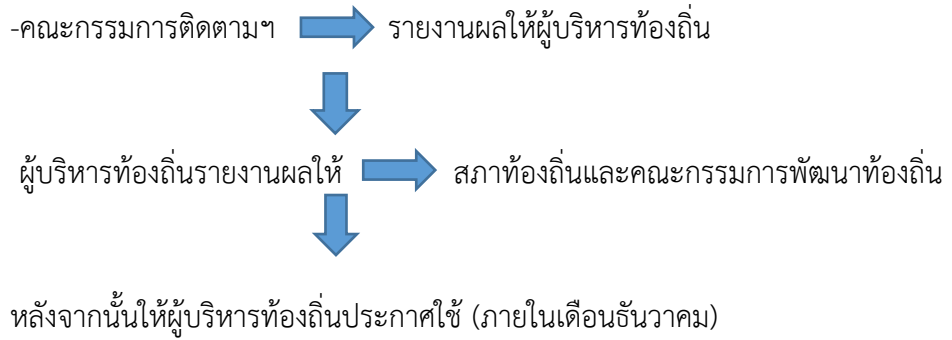 -คณะกรรมการติดตามฯ รายงานผลให้ผู้บริหารท้องถิ่น
ผู้บริหารท้องถิ่นรายงานผลให้ สภาท้องถิ่นและคณะกรรมการพัฒนาท้องถิ่น
หลังจากนั้นให้ผู้บริหารท้องถิ่นประกาศใช้ (ภายในเดือนธันวาคม)